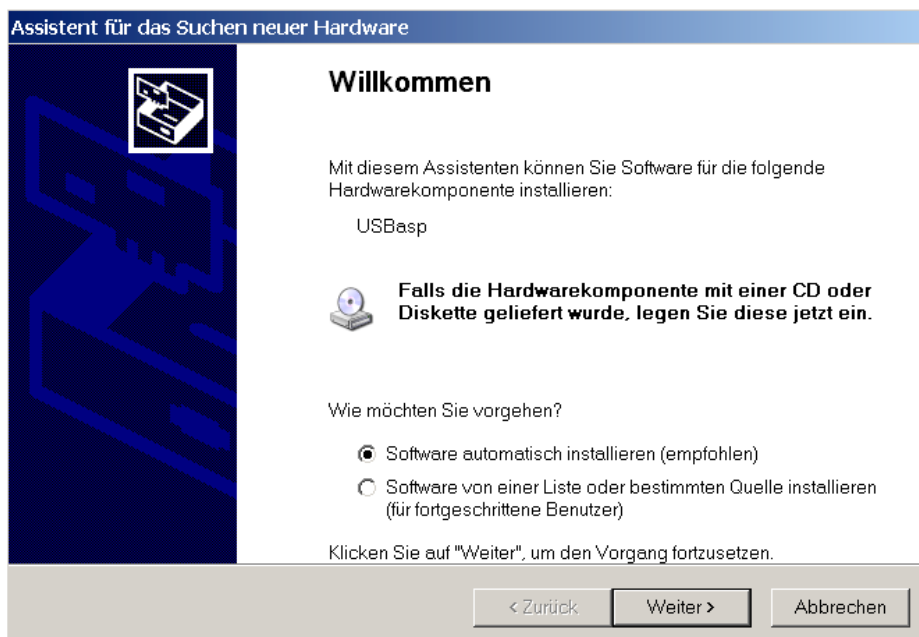 Assistent für das Suchen neuer Hardware
Willkommen
Mit diesem Assistenten können Sie Software für die folgende
Hardwarekomponente installieren:
USBasp
Falls die Hardwarekomponente mit einer CD oder
Diskette geliefert wurde, legen Sie diese jetzt ein.
Wie möchten Sie vorgehen?
Software automatisch installieren (empfohlen)
Software von einer Liste oder bestimmten Quelle installieren
(für fortgeschrittene Benutzer)
Klicken Sie auf "Weiter", um den Vorgang fortzusetzen.
< Zurück Weiter > Abbrechen